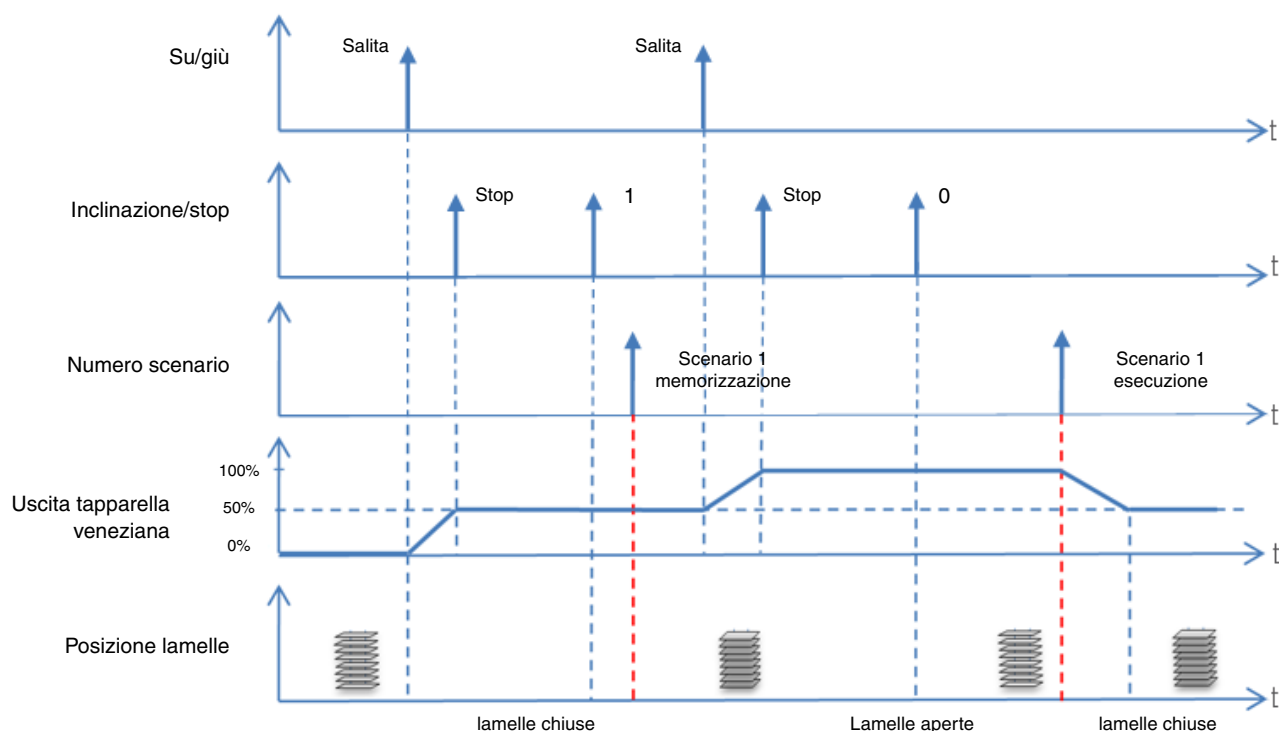 Su/giù
Salita
Salita
t
Inclinazione/stop
Stop
1
Stop
0
t
Numero scenario
Scenario 1
memorizzazione
Scenario 1
esecuzione
t
Uscita tapparella
veneziana
100%
50%
0%
t
Posizione lamelle
t
lamelle chiuse
Lamelle aperte
lamelle chiuse